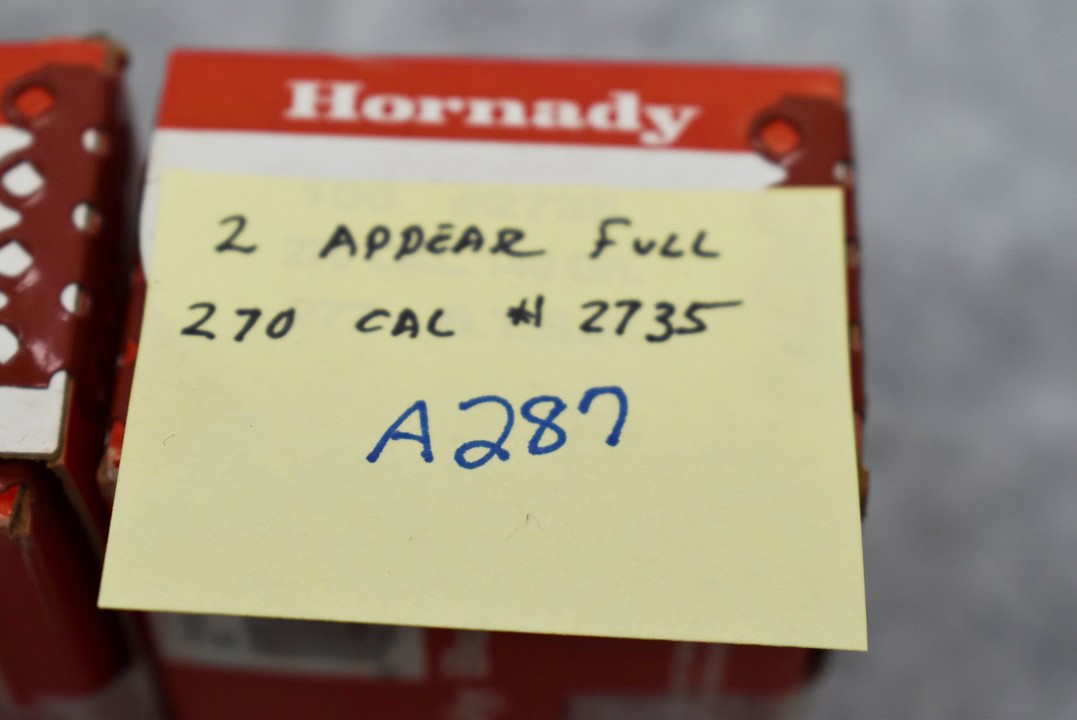 Hornady
2 APPEAR FULL
270 CAL # 2735
A287